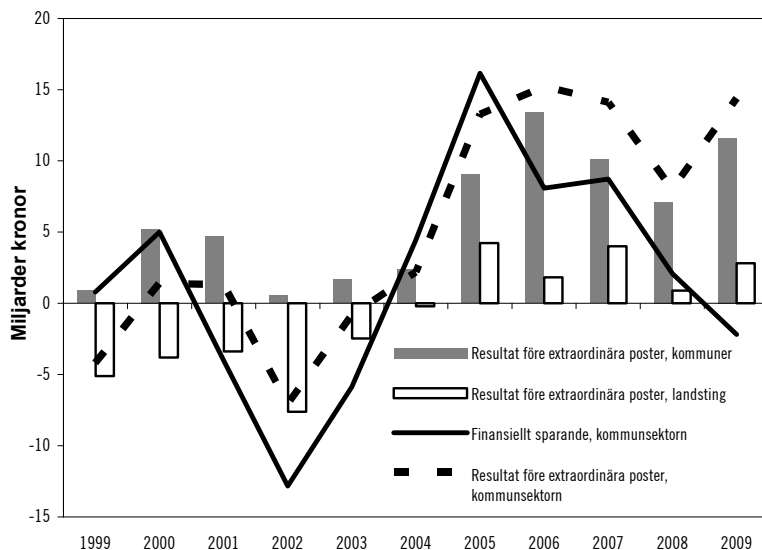 Miljarder kronor
20
15
10
5
0
-5
-10
-15
Resultat före extraordinära poster, kommuner
Resultat före extraordinära poster, landsting
Finansiellt sparande, kommunsektorn
Resultat före extraordinära poster,
kommunsektorn
1999 2000 2001 2002 2003 2004 2005 2006 2007 2008 2009